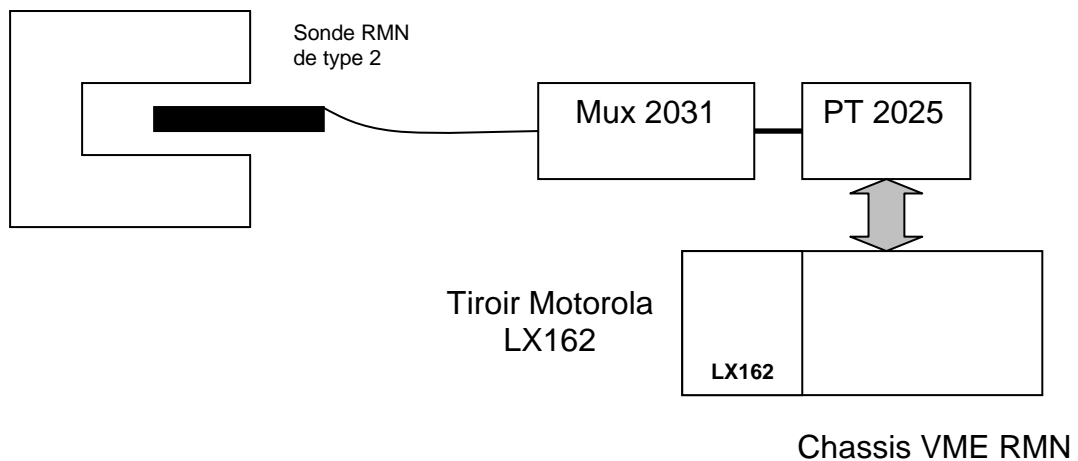 Sonde RMN
de type 2
Mux 2031
PT 2025
Tiroir Motorola
LX162
LX162
Chassis VME RMN